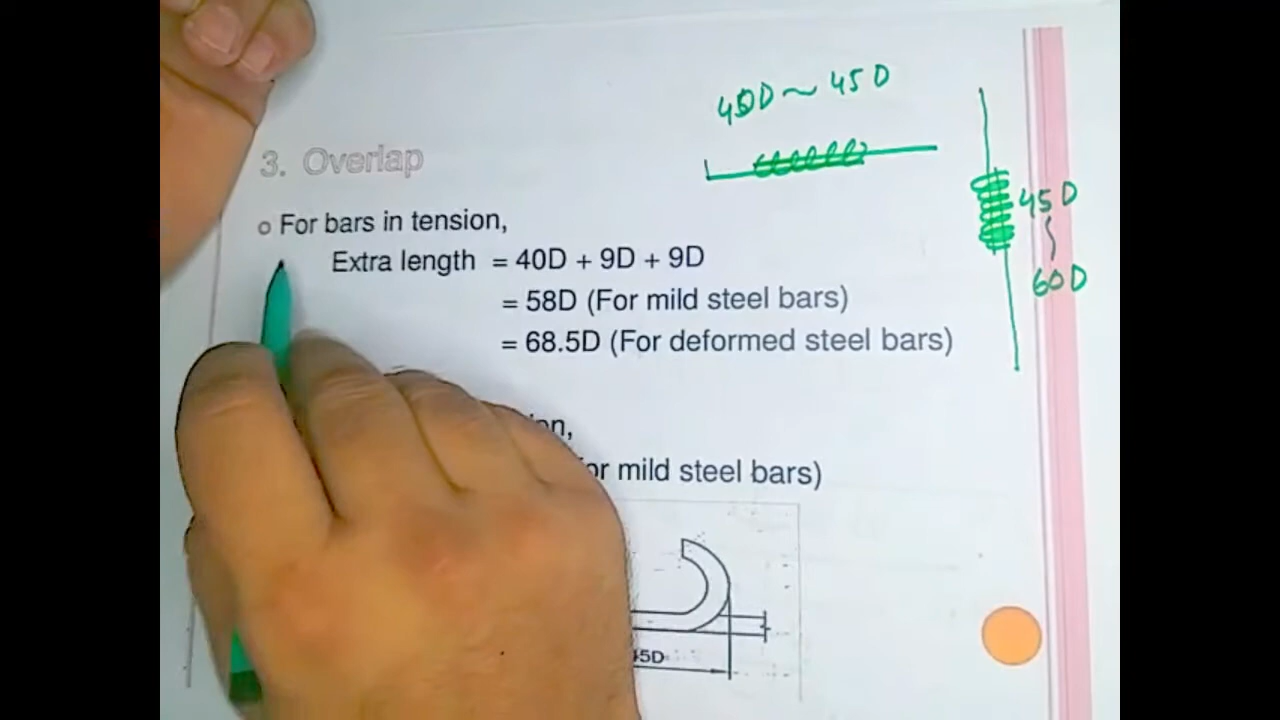 40D ~ 45D
3. Overlap
45D
60D
For bars in tension,
Extra length = 40D + 9D + 9D
= 58D (For mild steel bars)
= 68.5D (For deformed steel bars)
on,
or mild steel bars)
45D